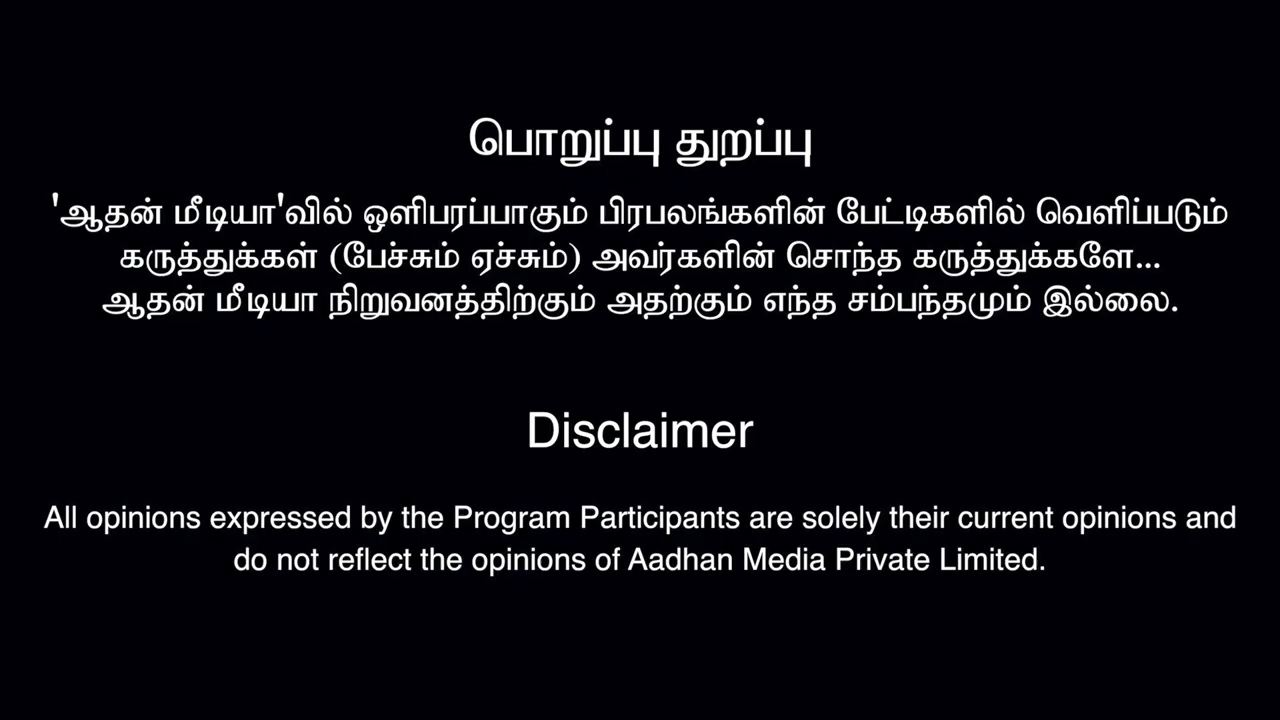 பொறுப்பு துறப்பு
'ஆதன் மீடியா'வில் ஒளிபரப்பாகும் பிரபலங்களின் பேட்டிகளில் வெளிப்படும்
கருத்துக்கள் (பேச்சும் ஏச்சும்) அவர்களின் சொந்த கருத்துக்களே...
ஆதன் மீடியா நிறுவனத்திற்கும் அதற்கும் எந்த சம்பந்தமும் இல்லை.
Disclaimer
All opinions expressed by the Program Participants are solely their current opinions and
do not reflect the opinions of Aadhan Media Private Limited.